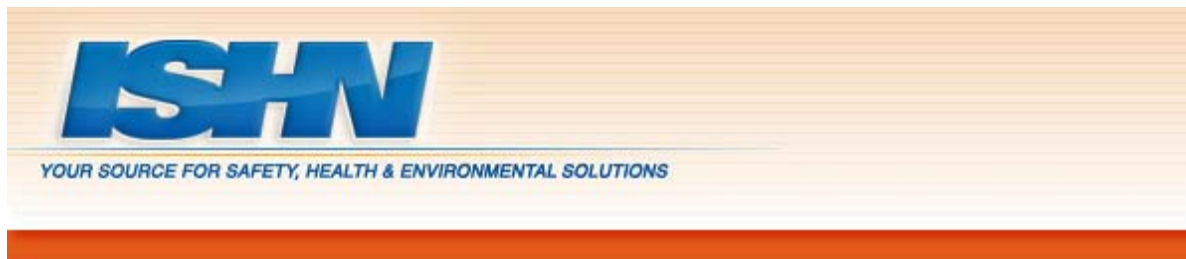 ISHN
YOUR SOURCE FOR SAFETY, HEALTH & ENVIRONMENTAL SOLUTIONS